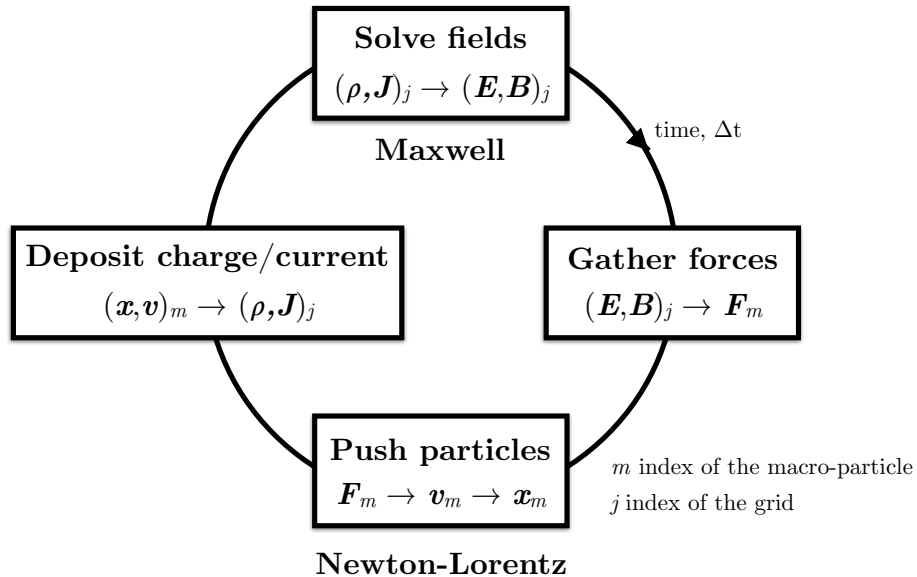 Solve fields
(ρ,J)j → (E,B)j
Maxwell
time, Δt
Deposit charge/current
(x,v)m → (ρ,J)j
Gather forces
(E,B)j → Fm
Push particles
Fm → vm → xm
Newton-Lorentz
m index of the macro-particle
j index of the grid